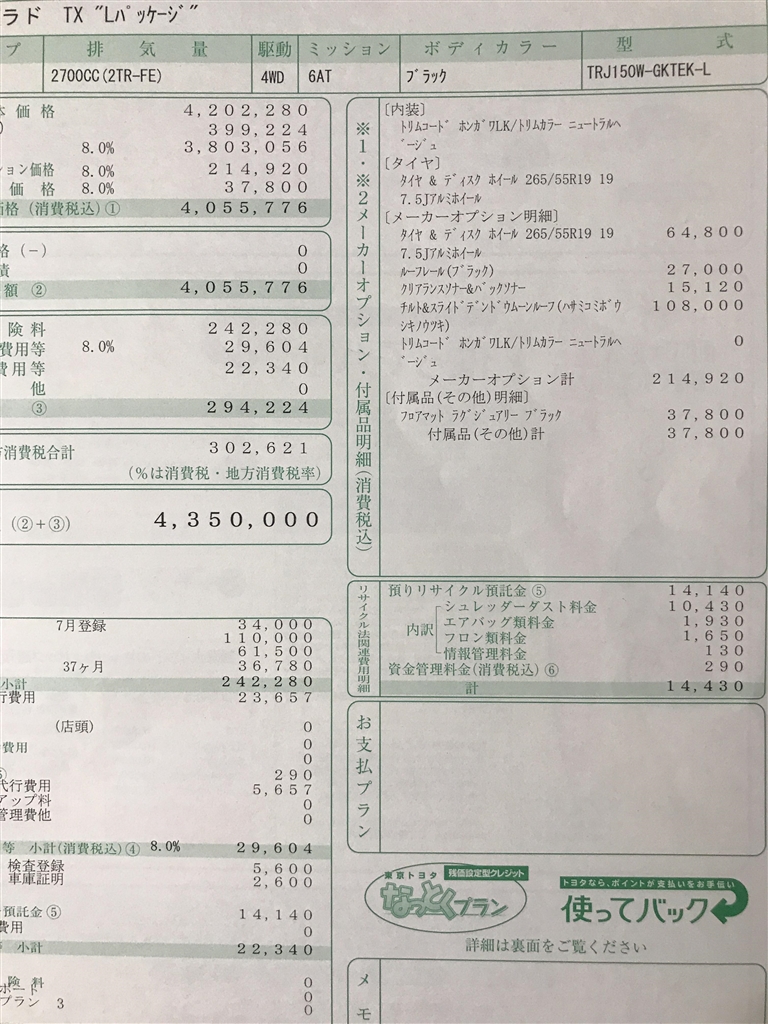 ラド TX "Lパッケージ"
プ 排気量 駆動 ミッション ボディカラー 型式
2700CC(2TR-FE) 4WD 6AT ブラック TRJ150W-GKTEK-L
体価格 4,202,280
) 399,224
8.0% 3,803,056
ション価格 8.0% 214,920
価格 8.0% 37,800
価格(消費税込)① 4,055,776
格(-) 0
債 0
額② 4,055,776
険料 242,280
費用等 8.0% 29,604
費用等 22,340
他 0
③ 294,224
方消費税合計 302,621
(%は消費税・地方消費税率)
(②+③) 4,350,000
7月登録 34,000
110,000
61,500
37ヶ月 36,780
小計 242,280
行費用 23,657
(店頭) 0
費用 0
0
⑥ 290
代行費用 5,657
アップ料 0
管理費他 0
等 小計(消費税込)④ 8.0% 29,604
検査登録 5,600
車庫証明 2,600
預託金⑤ 14,140
費用 0
等 小計 22,340
険料 0
ボード 0
プラン 3 0
※1・※2メーカーオプション・付属品明細(消費税込)
[内装]
トリムコード ホンガワLK/トリムカラー ニュートラルベ
ージュ
[タイヤ]
タイヤ & ディスク ホイール 265/55R19 19
7.5Jアルミホイール
[メーカーオプション明細]
タイヤ & ディスク ホイール 265/55R19 19 64,800
7.5Jアルミホイール
ルーフレール(ブラック) 27,000
クリアランスソナー&バックソナー 15,120
チルト&スライドデンドウムーンルーフ(ハサミコミボウ 108,000
シキノウツキ)
トリムコード ホンガワLK/トリムカラー ニュートラルベ 0
ージュ
メーカーオプション計 214,920
[付属品(その他)明細]
フロアマット ラグジュアリー ブラック 37,800
付属品(その他)計 37,800
リサイクル法関連費用明細
預りリサイクル預託金⑤ 14,140
内訳 シュレッダーダスト料金 10,430
エアバッグ類料金 1,930
フロン類料金 1,650
情報管理料金 130
資金管理料金(消費税込)⑥ 290
計 14,430
お支払プラン
東京トヨタ 残価設定型クレジット
なっとくプラン
トヨタなら、ポイントが支払いをお手伝い
使ってバック
詳細は裏面をご覧ください
メモ